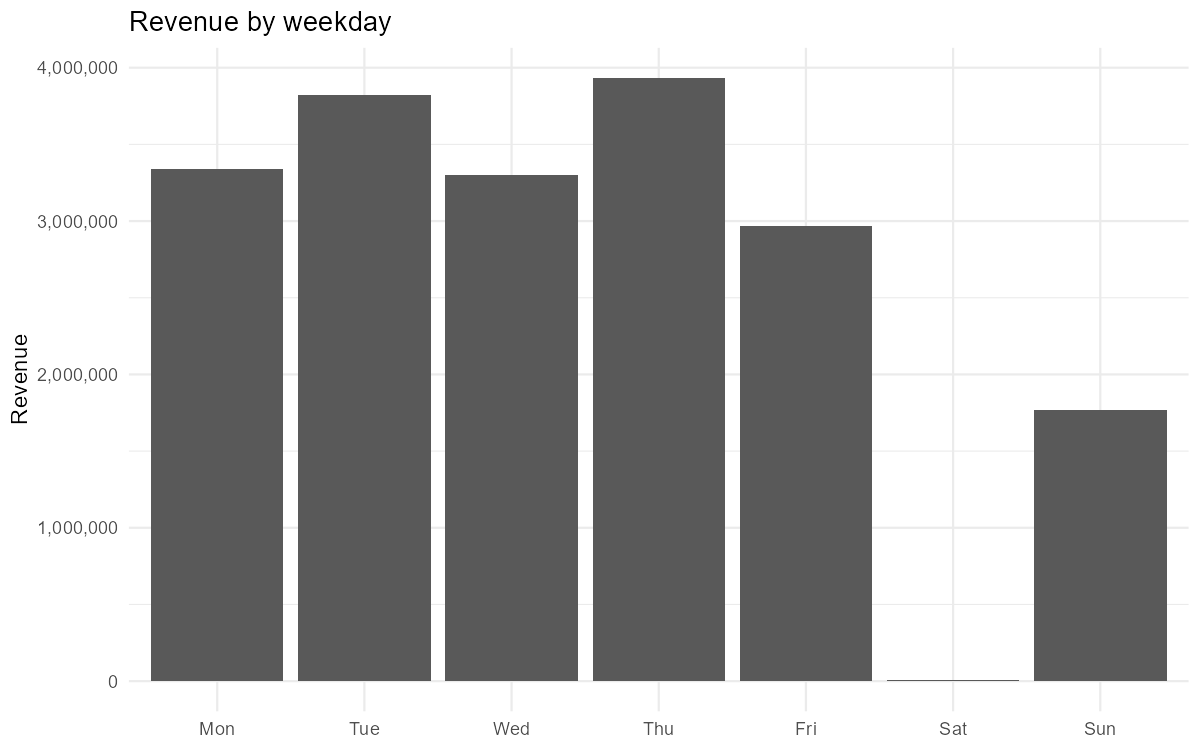 Revenue by weekday
4,000,000
3,000,000
2,000,000
1,000,000
0
Revenue
Mon Tue Wed Thu Fri Sat Sun